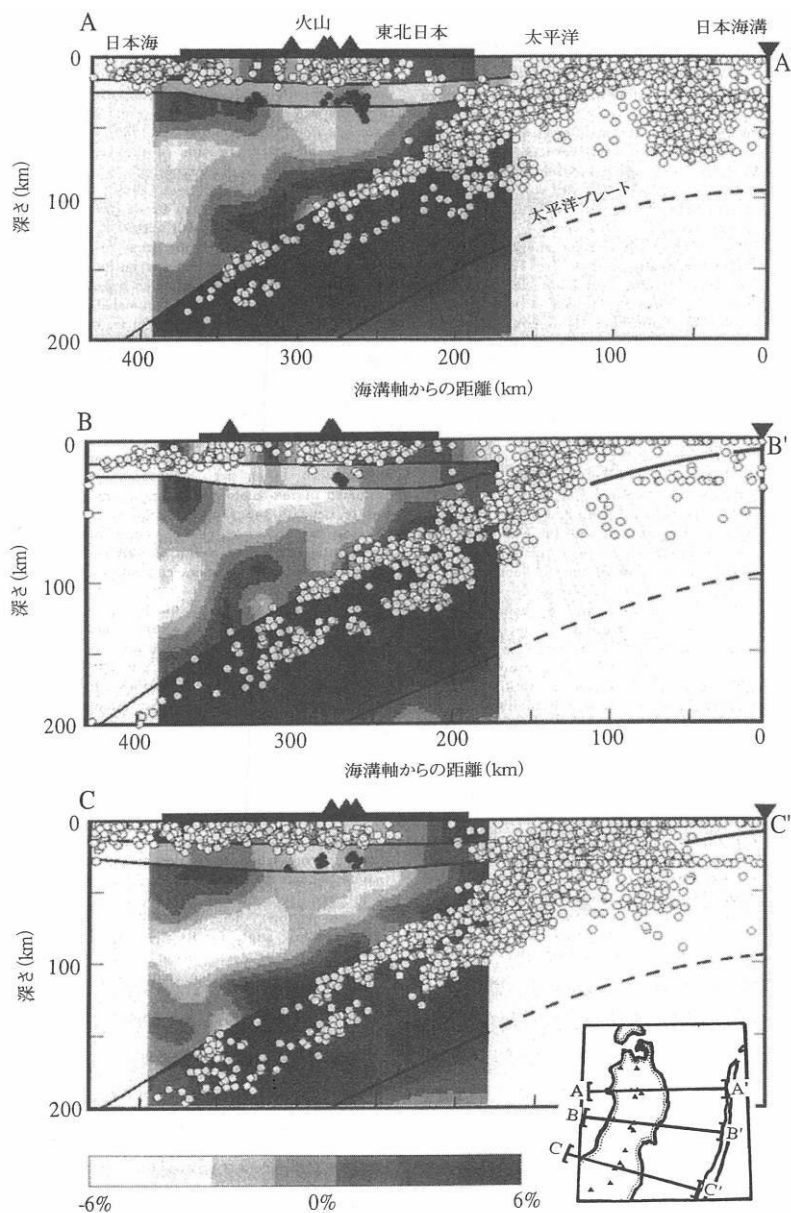 A
日本海
火山
東北日本
太平洋
日本海溝
A
0
100
200
深さ(km)
太平洋プレート
400
300
200
100
0
海溝軸からの距離(km)
B
B'
0
100
200
深さ(km)
400
300
200
100
0
海溝軸からの距離(km)
C
C'
0
100
200
深さ(km)
-6%
0%
6%
A
A'
B
B'
C
C'